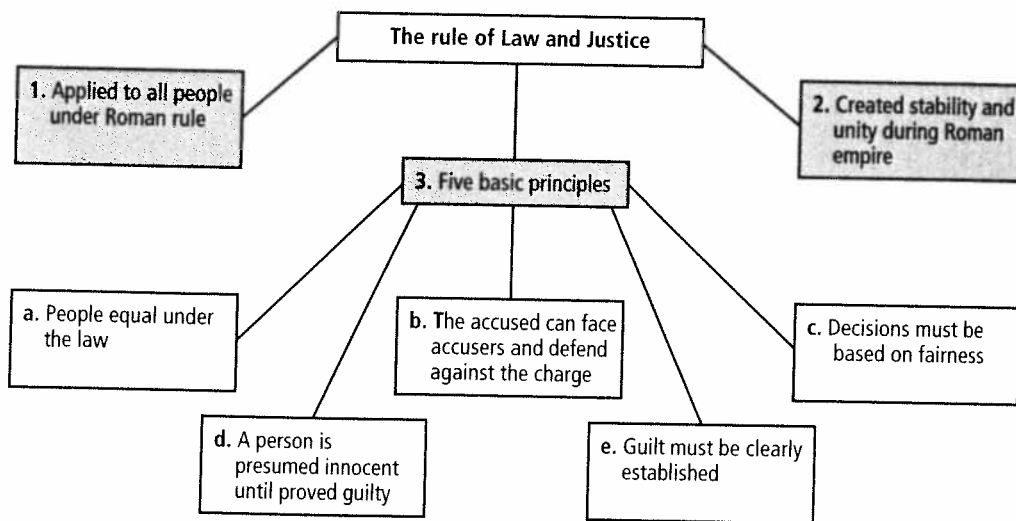 The rule of Law and Justice
1. Applied to all people
under Roman rule
2. Created stability and
unity during Roman
empire
3. Five basic principles
a. People equal under
the law
b. The accused can face
accusers and defend
against the charge
c. Decisions must be
based on fairness
d. A person is
presumed innocent
until proved guilty
e. Guilt must be clearly
established